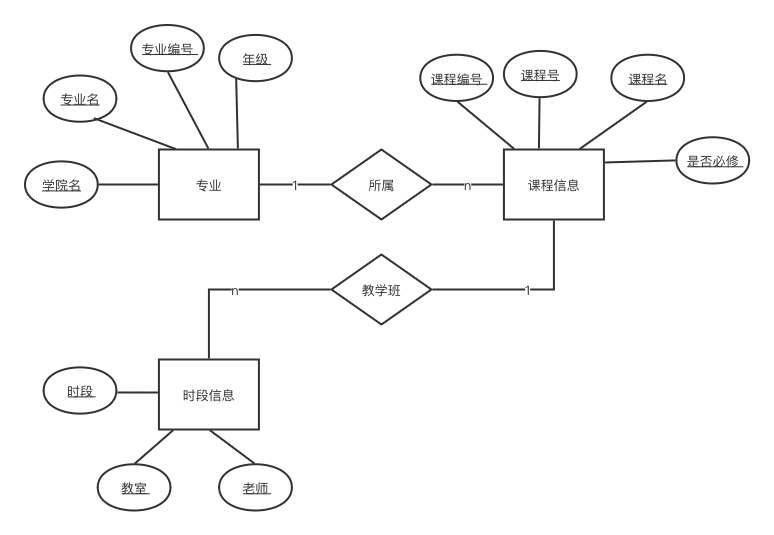 专业编号
年级
专业名
学院名
专业
1
所属
n
课程编号
课程号
课程名
是否必修
课程信息
n
教学班
1
时段
时段信息
教室
老师